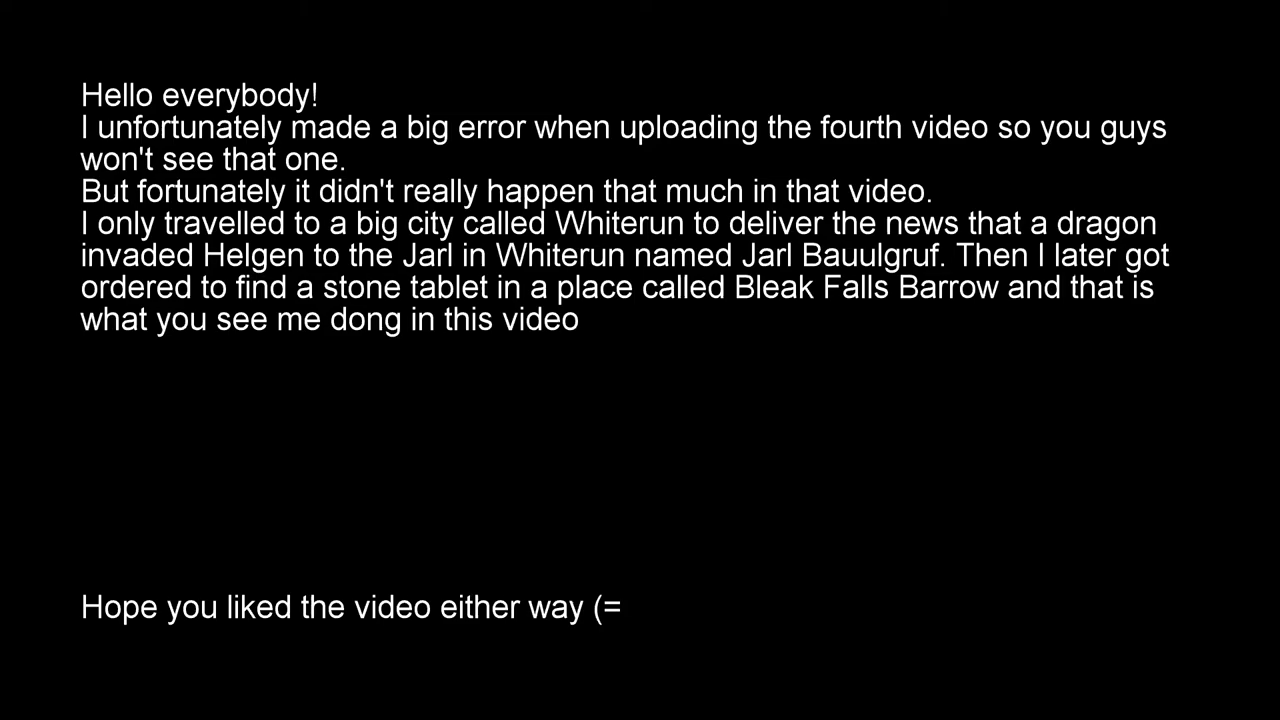 Hello everybody!
I unfortunately made a big error when uploading the fourth video so you guys
won't see that one.
But fortunately it didn't really happen that much in that video.
I only travelled to a big city called Whiterun to deliver the news that a dragon
invaded Helgen to the Jarl in Whiterun named Jarl Bauulgruf. Then I later got
ordered to find a stone tablet in a place called Bleak Falls Barrow and that is
what you see me dong in this video
Hope you liked the video either way (=